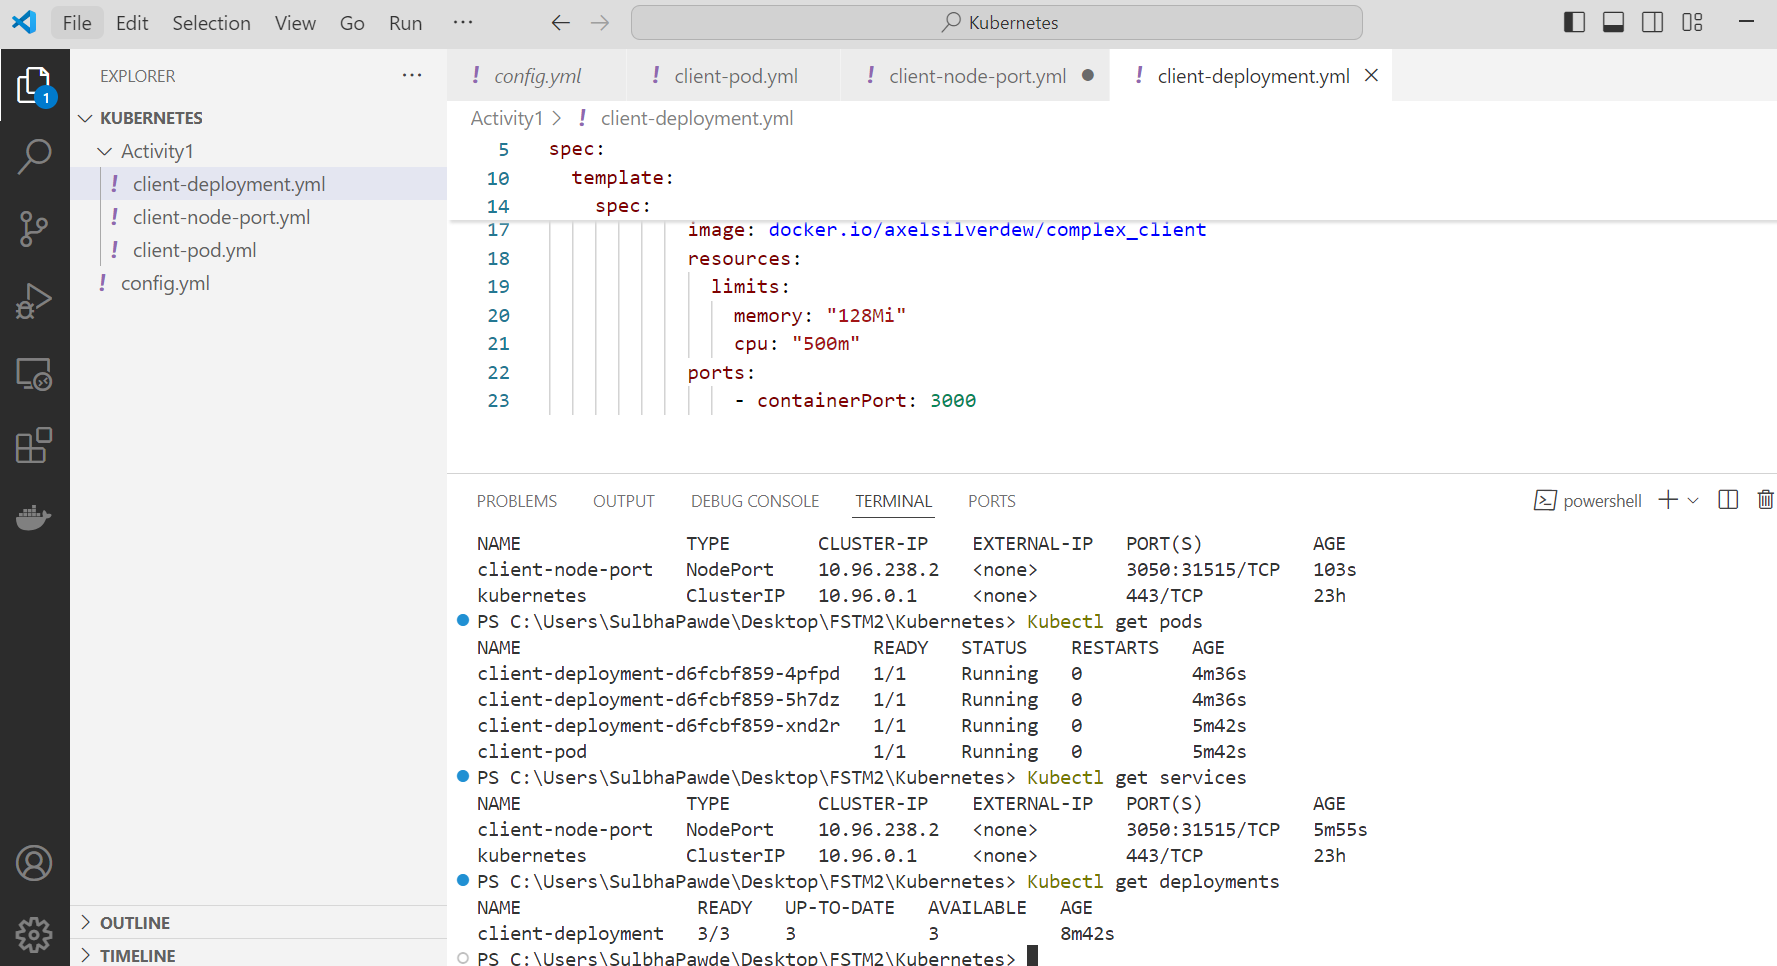 File Edit Selection View Go Run ··· Kubernetes
EXPLORER ···
KUBERNETES
Activity1
! client-deployment.yml
! client-node-port.yml
! client-pod.yml
! config.yml
OUTLINE
TIMELINE
1
! config.yml ! client-pod.yml ! client-node-port.yml ● ! client-deployment.yml ×
Activity1 > ! client-deployment.yml
5 spec:
10 template:
14 spec:
17 image: docker.io/axelsilverdew/complex_client
18 resources:
19 limits:
20 memory: "128Mi"
21 cpu: "500m"
22 ports:
23 - containerPort: 3000
PROBLEMS OUTPUT DEBUG CONSOLE TERMINAL PORTS powershell
NAME TYPE CLUSTER-IP EXTERNAL-IP PORT(S) AGE
client-node-port NodePort 10.96.238.2 <none> 3050:31515/TCP 103s
kubernetes ClusterIP 10.96.0.1 <none> 443/TCP 23h
PS C:\Users\SulbhaPawde\Desktop\FSTM2\Kubernetes> Kubectl get pods
NAME READY STATUS RESTARTS AGE
client-deployment-d6fcbf859-4pfpd 1/1 Running 0 4m36s
client-deployment-d6fcbf859-5h7dz 1/1 Running 0 4m36s
client-deployment-d6fcbf859-xnd2r 1/1 Running 0 5m42s
client-pod 1/1 Running 0 5m42s
PS C:\Users\SulbhaPawde\Desktop\FSTM2\Kubernetes> Kubectl get services
NAME TYPE CLUSTER-IP EXTERNAL-IP PORT(S) AGE
client-node-port NodePort 10.96.238.2 <none> 3050:31515/TCP 5m55s
kubernetes ClusterIP 10.96.0.1 <none> 443/TCP 23h
PS C:\Users\SulbhaPawde\Desktop\FSTM2\Kubernetes> Kubectl get deployments
NAME READY UP-TO-DATE AVAILABLE AGE
client-deployment 3/3 3 3 8m42s
PS C:\Users\SulbhaPawde\Desktop\FSTM2\Kubernetes>